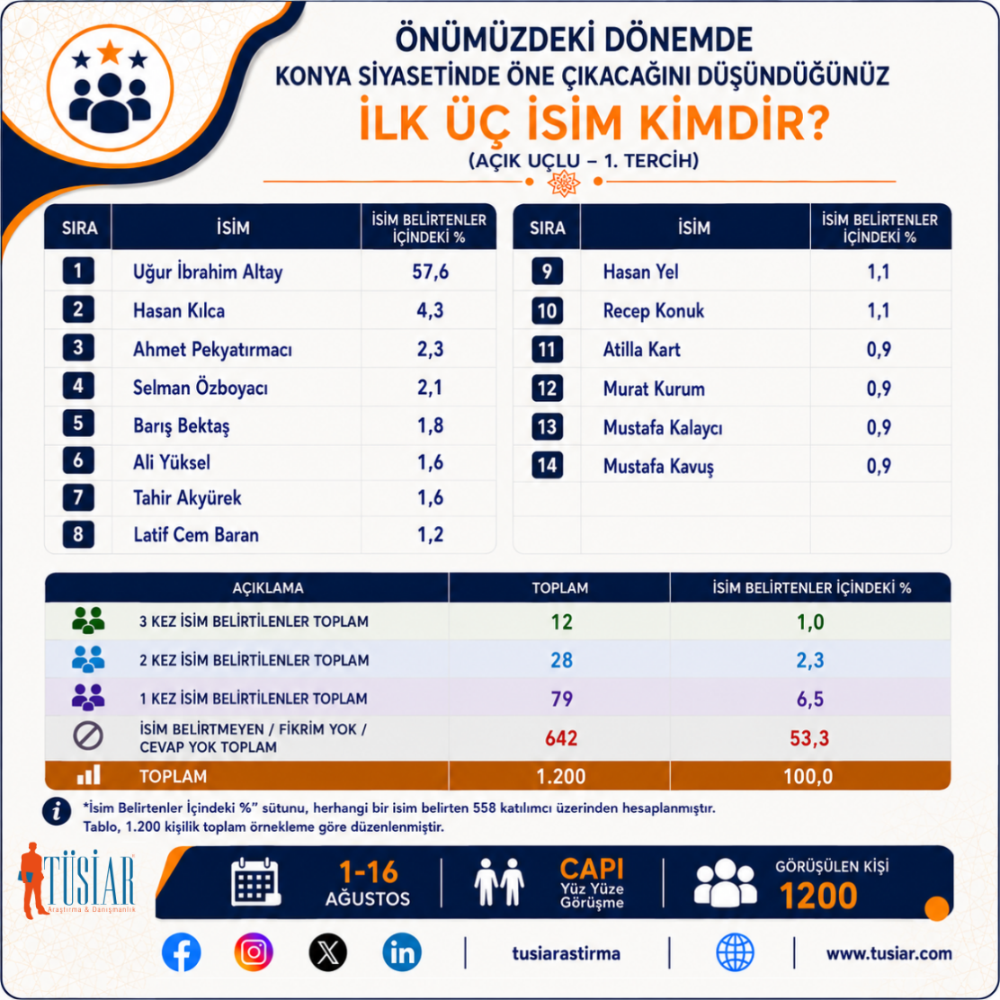 ÖNÜMÜZDEKİ DÖNEMDE
KONYA SİYASETİNDE ÖNE ÇIKACAĞINI DÜŞÜNDÜĞÜNÜZ
İLK ÜÇ İSİM KİMDİR?
(AÇIK UÇLU – 1. TERCİH)
SIRA İSİM İSİM BELİRTENLER İÇİNDEKİ %
1 Uğur İbrahim Altay 57,6
2 Hasan Kılca 4,3
3 Ahmet Pekyatırmacı 2,3
4 Selman Özboyacı 2,1
5 Barış Bektaş 1,8
6 Ali Yüksel 1,6
7 Tahir Akyürek 1,6
8 Latif Cem Baran 1,2
SIRA İSİM İSİM BELİRTENLER İÇİNDEKİ %
9 Hasan Yel 1,1
10 Recep Konuk 1,1
11 Atilla Kart 0,9
12 Murat Kurum 0,9
13 Mustafa Kalaycı 0,9
14 Mustafa Kavuş 0,9
AÇIKLAMA TOPLAM İSİM BELİRTENLER İÇİNDEKİ %
3 KEZ İSİM BELİRTİLENLER TOPLAM 12 1,0
2 KEZ İSİM BELİRTİLENLER TOPLAM 28 2,3
1 KEZ İSİM BELİRTİLENLER TOPLAM 79 6,5
İSİM BELİRTMEYEN / FİKRİM YOK /
CEVAP YOK TOPLAM 642 53,3
TOPLAM 1.200 100,0
i *İsim Belirtenler İçindeki %" sütunu, herhangi bir isim belirten 558 katılımcı üzerinden hesaplanmıştır.
Tablo, 1.200 kişilik toplam örnekleme göre düzenlenmiştir.
TÜSİAR
Araştırma & Danışmanlık
1-16
AĞUSTOS
CAPI
Yüz Yüze
Görüşme
GÖRÜŞÜLEN KİŞİ
1200
tusiarastirma
www.tusiar.com